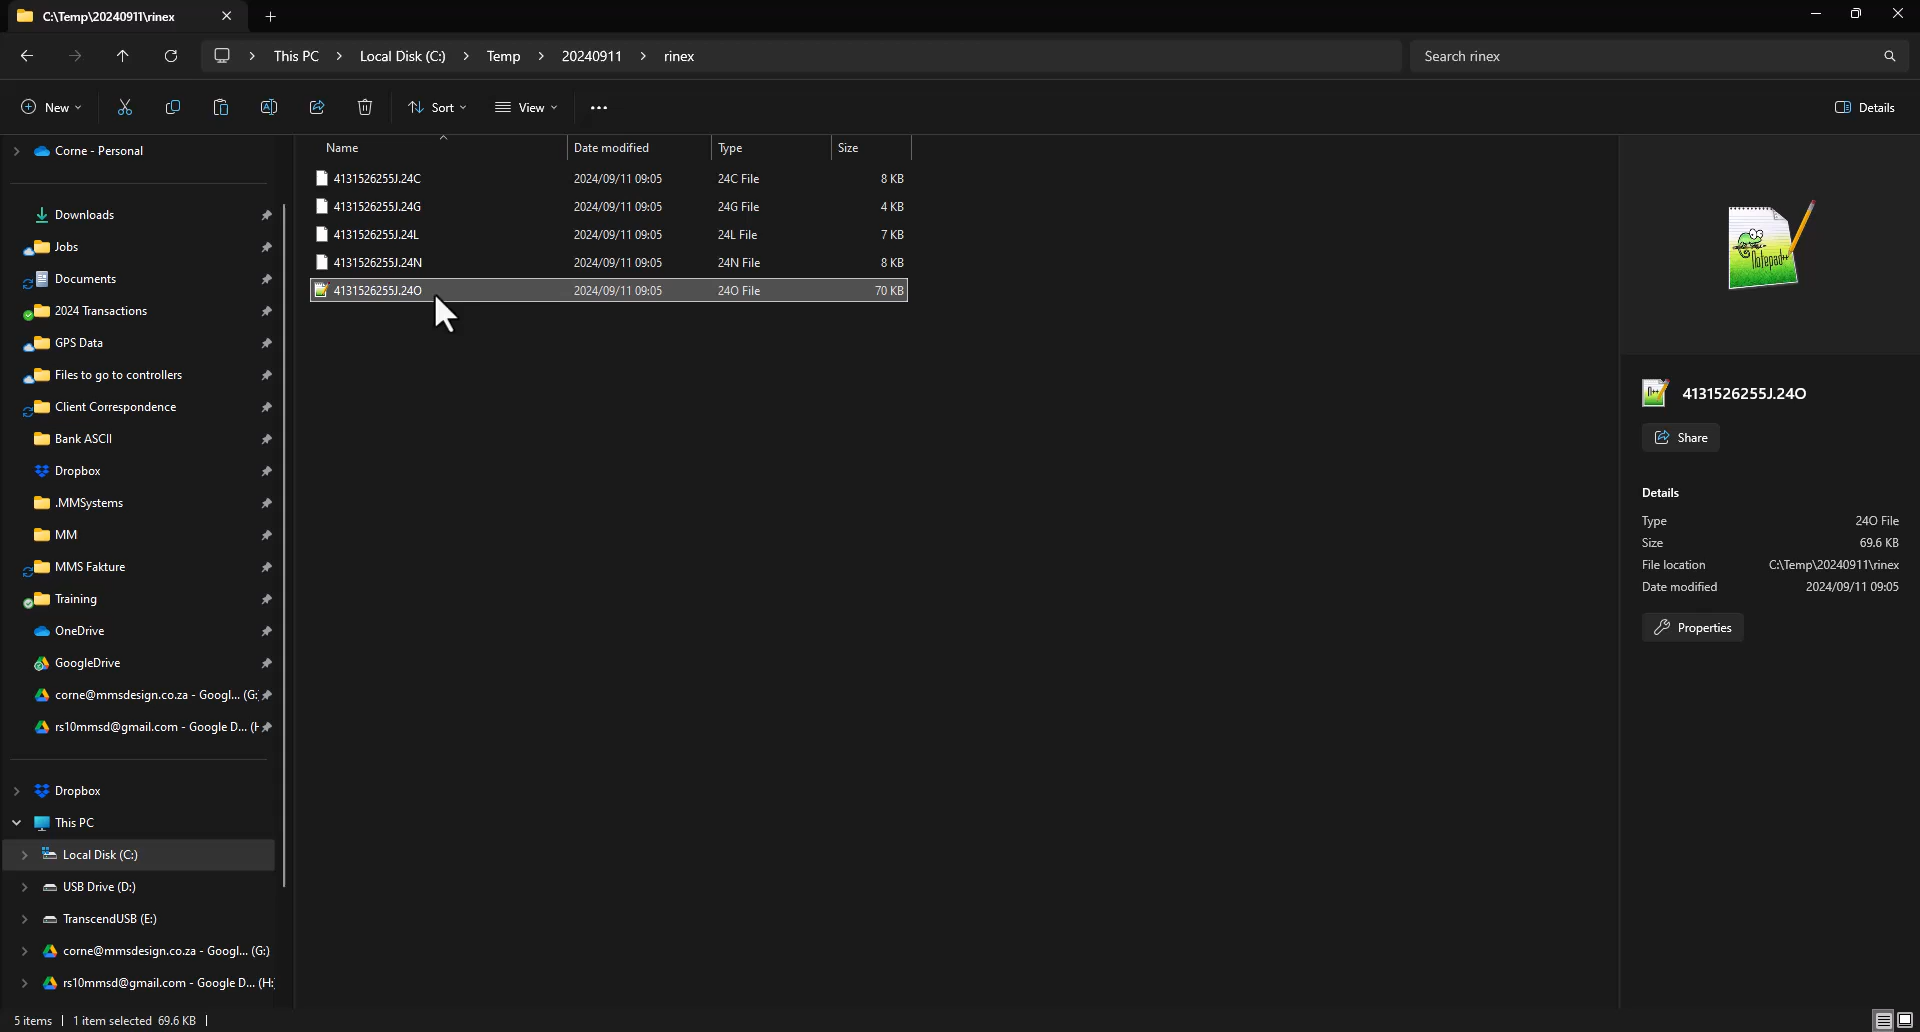 C:\Temp\20240911\rinex
This PC > Local Disk (C:) > Temp > 20240911 > rinex
Search rinex
New
Sort
View
Details
Corne - Personal
Downloads
Jobs
Documents
2024 Transactions
GPS Data
Files to go to controllers
Client Correspondence
Bank ASCII
Dropbox
.MMSystems
MM
MMS Fakture
Training
OneDrive
GoogleDrive
corne@mmsdesign.co.za - Googl... (G:
rs10mmsd@gmail.com - Google D... (H
Dropbox
This PC
Local Disk (C:)
USB Drive (D:)
TranscendUSB (E:)
corne@mmsdesign.co.za - Googl... (G:)
rs10mmsd@gmail.com - Google D... (H:
Name Date modified Type Size
4131526255J.24C 2024/09/11 09:05 24C File 8 KB
4131526255J.24G 2024/09/11 09:05 24G File 4 KB
4131526255J.24L 2024/09/11 09:05 24L File 7 KB
4131526255J.24N 2024/09/11 09:05 24N File 8 KB
4131526255J.24O 2024/09/11 09:05 24O File 70 KB
Notepad++
4131526255J.24O
Share
Details
Type 24O File
Size 69.6 KB
File location C:\Temp\20240911\rinex
Date modified 2024/09/11 09:05
Properties
5 items | 1 item selected 69.6 KB |